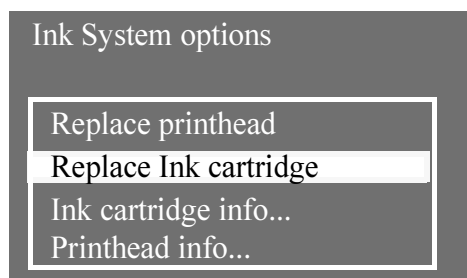 Ink System options
Replace printhead
Replace Ink cartridge
Ink cartridge info...
Printhead info...